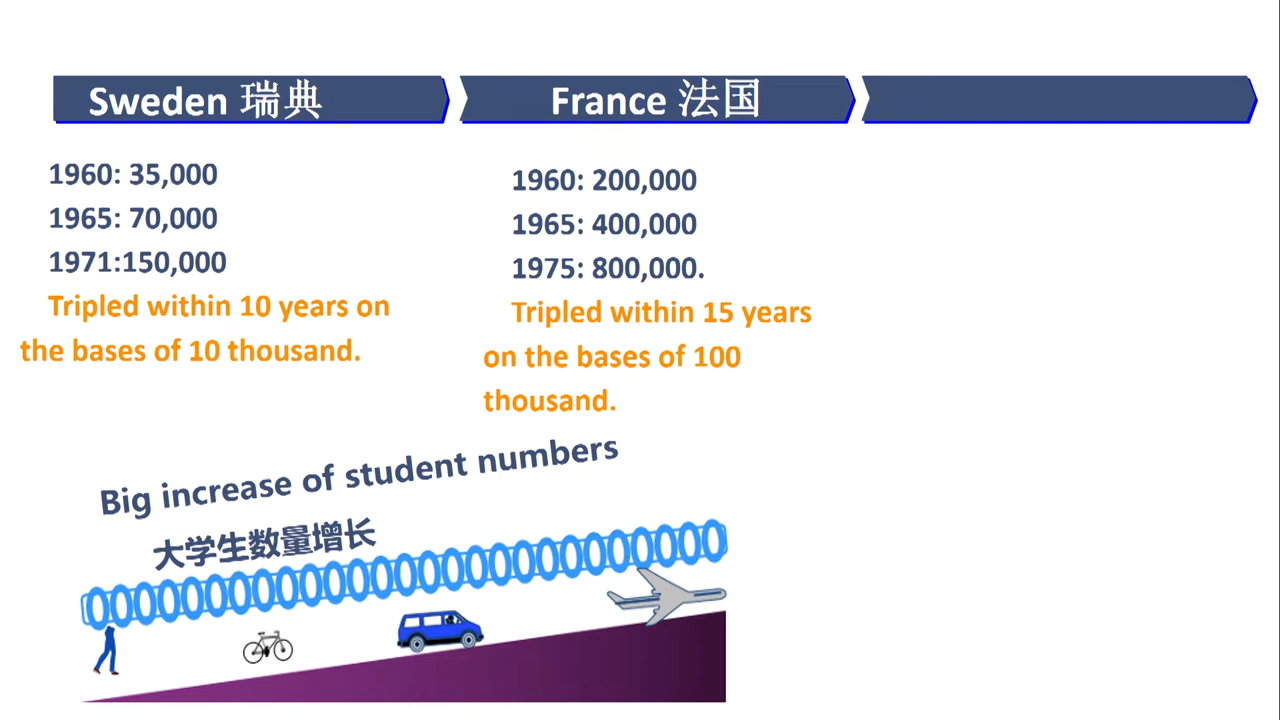 Sweden 瑞典
France 法国
1960: 35,000
1965: 70,000
1971:150,000
Tripled within 10 years on
the bases of 10 thousand.
1960: 200,000
1965: 400,000
1975: 800,000.
Tripled within 15 years
on the bases of 100
thousand.
Big increase of student numbers
大学生数量增长